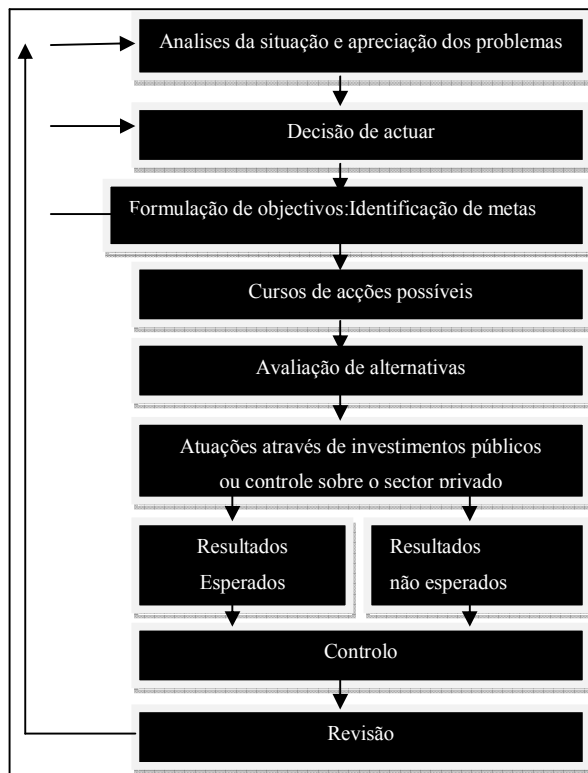 Analises da situação e apreciação dos problemas
Decisão de actuar
Formulação de objectivos:Identificação de metas
Cursos de acções possíveis
Avaliação de alternativas
Atuações através de investimentos públicos
ou controle sobre o sector privado
Resultados
Esperados
Resultados
não esperados
Controlo
Revisão